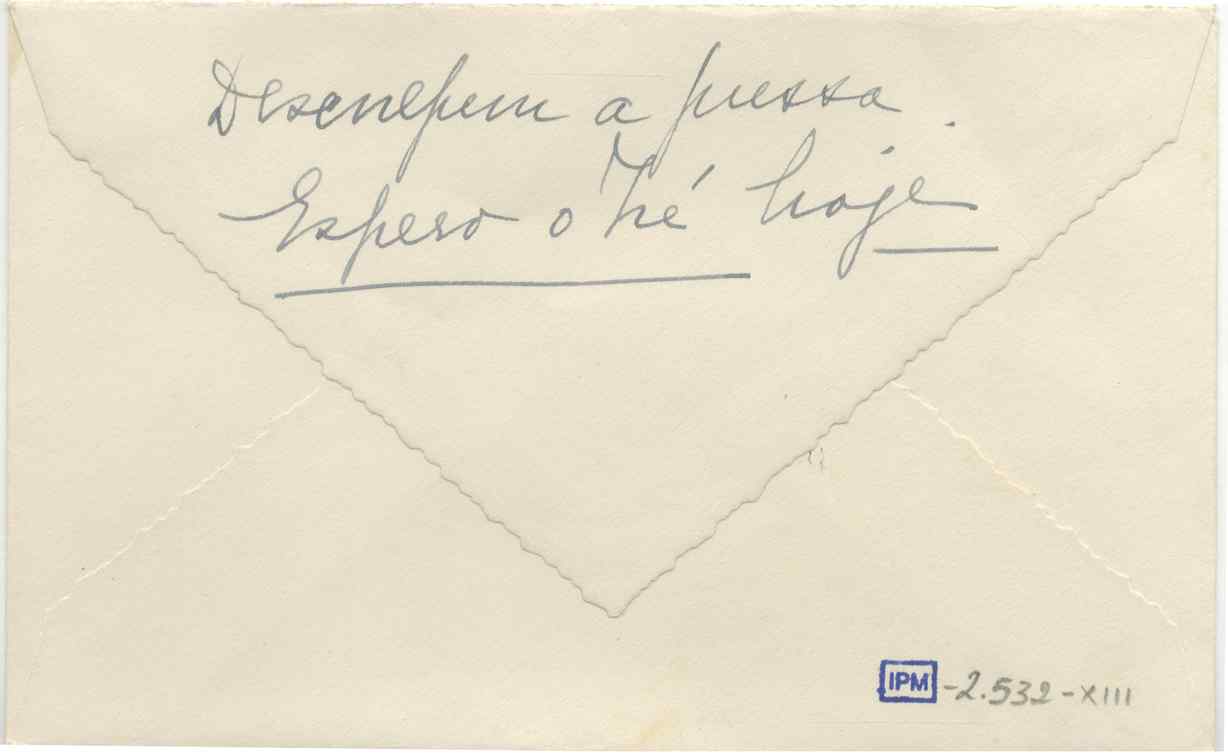 Desculpem a pressa.
Espero o Zé hoje
IPM-2.532-XIII